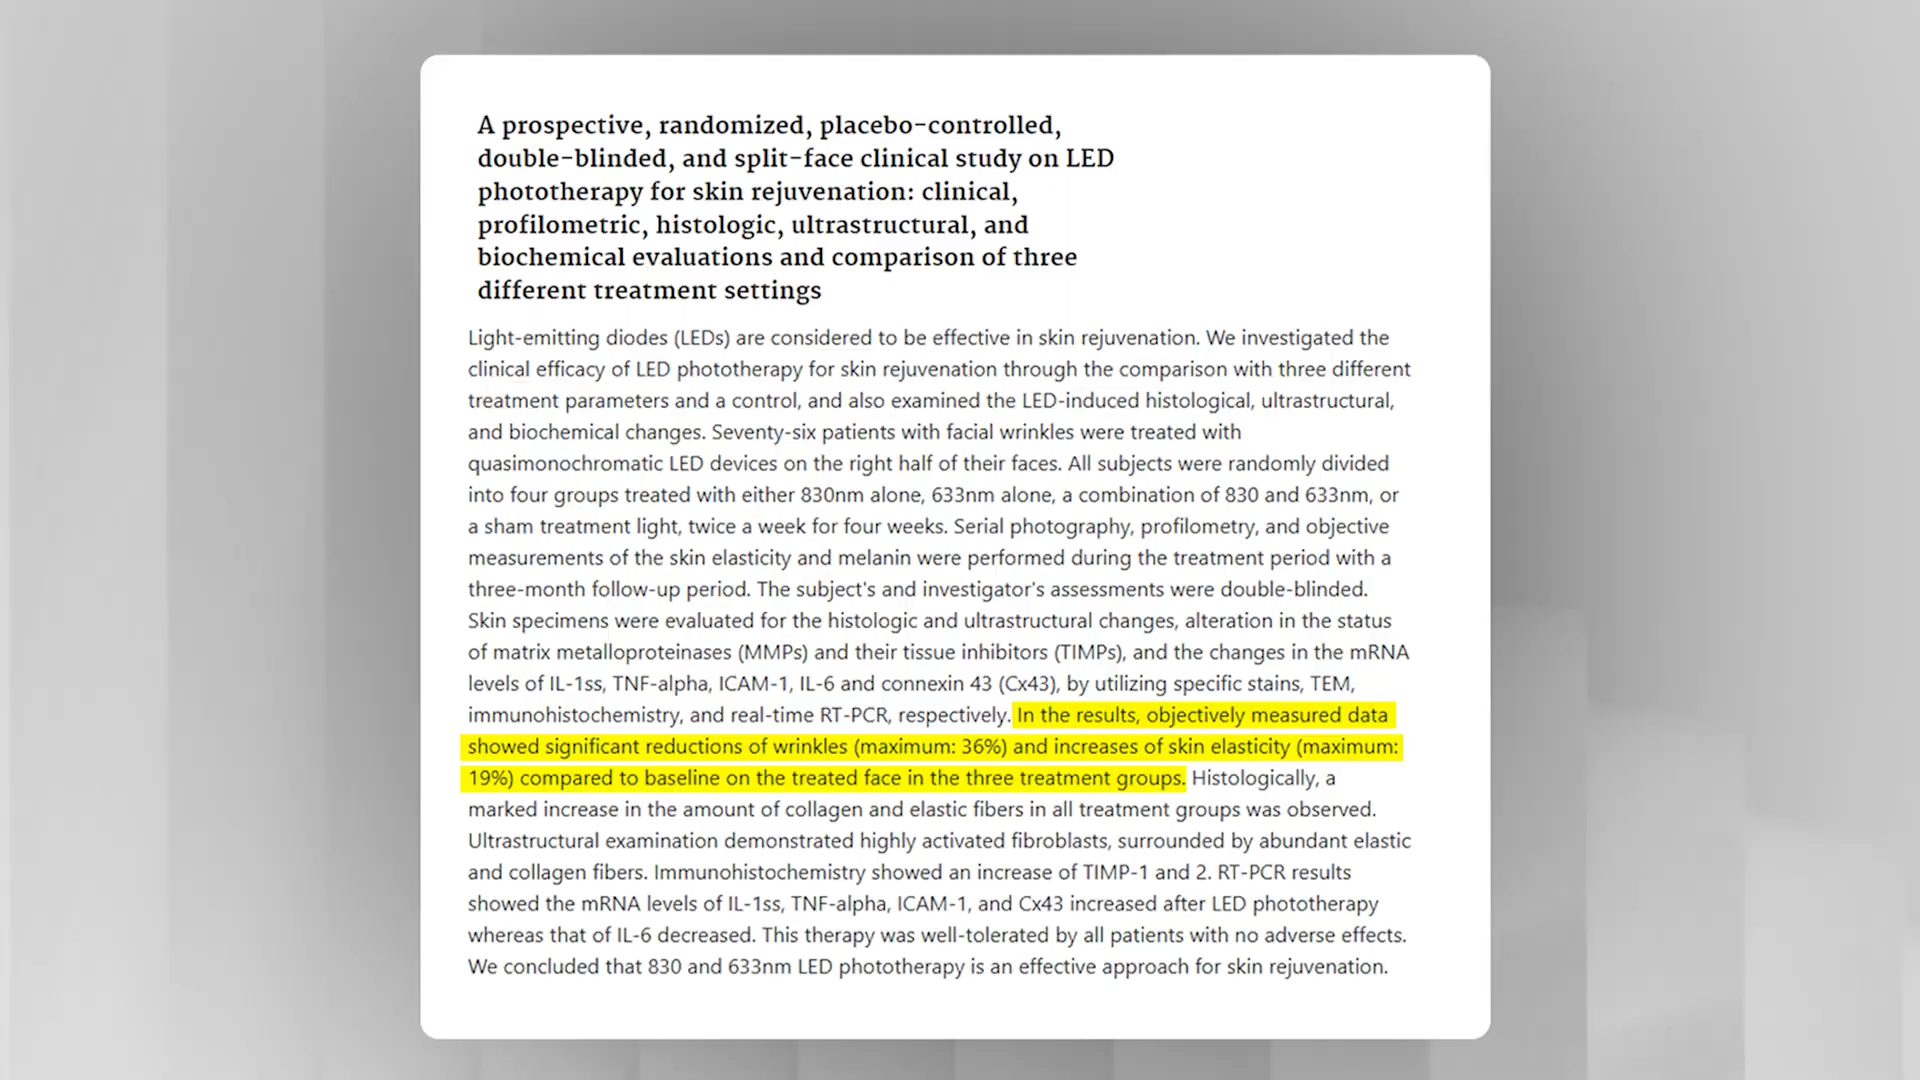 A prospective, randomized, placebo-controlled,
double-blinded, and split-face clinical study on LED
phototherapy for skin rejuvenation: clinical,
profilometric, histologic, ultrastructural, and
biochemical evaluations and comparison of three
different treatment settings
Light-emitting diodes (LEDs) are considered to be effective in skin rejuvenation. We investigated the
clinical efficacy of LED phototherapy for skin rejuvenation through the comparison with three different
treatment parameters and a control, and also examined the LED-induced histological, ultrastructural,
and biochemical changes. Seventy-six patients with facial wrinkles were treated with
quasimonochromatic LED devices on the right half of their faces. All subjects were randomly divided
into four groups treated with either 830nm alone, 633nm alone, a combination of 830 and 633nm, or
a sham treatment light, twice a week for four weeks. Serial photography, profilometry, and objective
measurements of the skin elasticity and melanin were performed during the treatment period with a
three-month follow-up period. The subject's and investigator's assessments were double-blinded.
Skin specimens were evaluated for the histologic and ultrastructural changes, alteration in the status
of matrix metalloproteinases (MMPs) and their tissue inhibitors (TIMPs), and the changes in the mRNA
levels of IL-1ss, TNF-alpha, ICAM-1, IL-6 and connexin 43 (Cx43), by utilizing specific stains, TEM,
immunohistochemistry, and real-time RT-PCR, respectively. In the results, objectively measured data
showed significant reductions of wrinkles (maximum: 36%) and increases of skin elasticity (maximum:
19%) compared to baseline on the treated face in the three treatment groups. Histologically, a
marked increase in the amount of collagen and elastic fibers in all treatment groups was observed.
Ultrastructural examination demonstrated highly activated fibroblasts, surrounded by abundant elastic
and collagen fibers. Immunohistochemistry showed an increase of TIMP-1 and 2. RT-PCR results
showed the mRNA levels of IL-1ss, TNF-alpha, ICAM-1, and Cx43 increased after LED phototherapy
whereas that of IL-6 decreased. This therapy was well-tolerated by all patients with no adverse effects.
We concluded that 830 and 633nm LED phototherapy is an effective approach for skin rejuvenation.